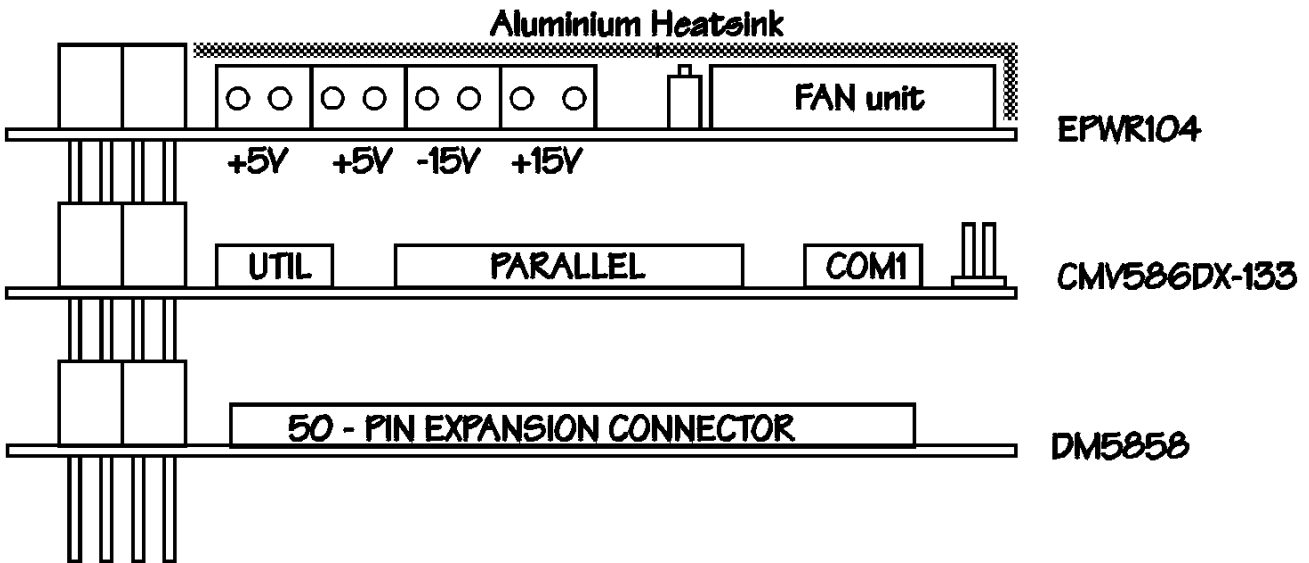 Aluminium Heatsink
FAN unit
EPWR104
+5V +5V -15V +15V
UTIL PARALLEL COM1
CMV586DX-133
50 - PIN EXPANSION CONNECTOR
DM5858